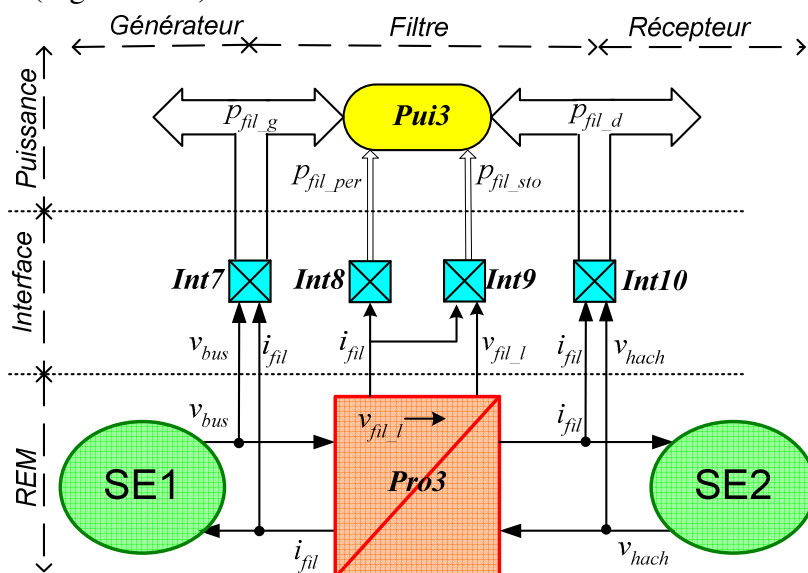 Générateur Filtre Récepteur
Puissance
p_fil_g Pui3 p_fil_d
p_fil_per p_fil_sto
Interface
Int7 Int8 Int9 Int10
v_bus i_fil i_fil v_fil_l i_fil v_hach
REM
v_bus v_fil_l i_fil
SE1 Pro3 SE2
i_fil v_hach